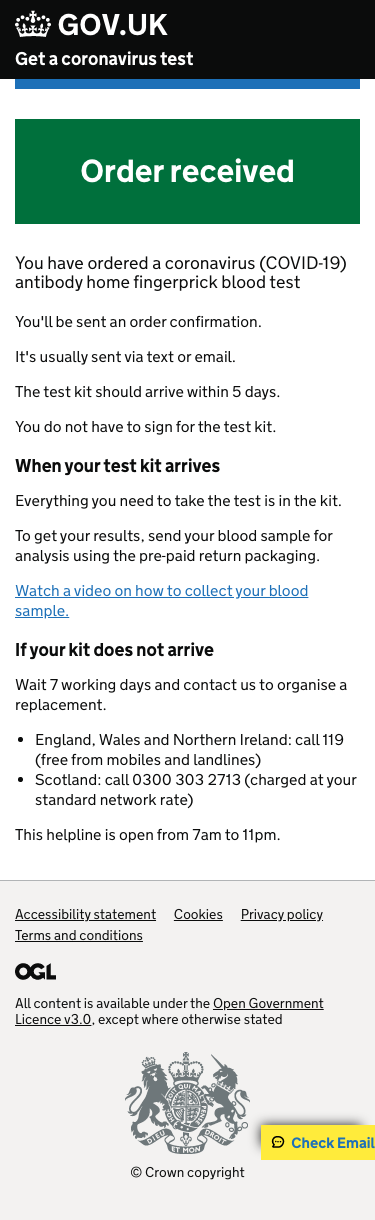 GOV.UK
Get a coronavirus test
Order received
You have ordered a coronavirus (COVID-19)
antibody home fingerprick blood test
You'll be sent an order confirmation.
It's usually sent via text or email.
The test kit should arrive within 5 days.
You do not have to sign for the test kit.
When your test kit arrives
Everything you need to take the test is in the kit.
To get your results, send your blood sample for
analysis using the pre-paid return packaging.
Watch a video on how to collect your blood
sample.
If your kit does not arrive
Wait 7 working days and contact us to organise a
replacement.
• England, Wales and Northern Ireland: call 119
(free from mobiles and landlines)
• Scotland: call 0300 303 2713 (charged at your
standard network rate)
This helpline is open from 7am to 11pm.
Accessibility statement Cookies Privacy policy
Terms and conditions
OGL
All content is available under the Open Government
Licence v3.0, except where otherwise stated
DIEU ET MON
© Crown copyright
Check Email